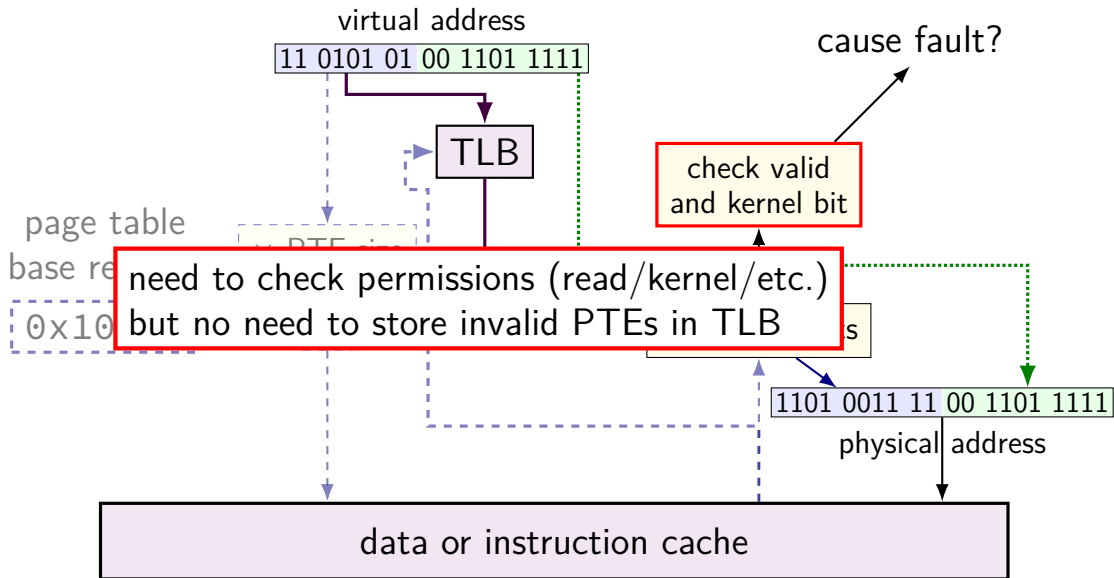 virtual address
11 0101 01 00 1101 1111
cause fault?
TLB
check valid
and kernel bit
page table
PTE size
base
need to check permissions (read/kernel/etc.)
but no need to store invalid PTEs in TLB
0x10
1101 0011 11 00 1101 1111
physical address
data or instruction cache